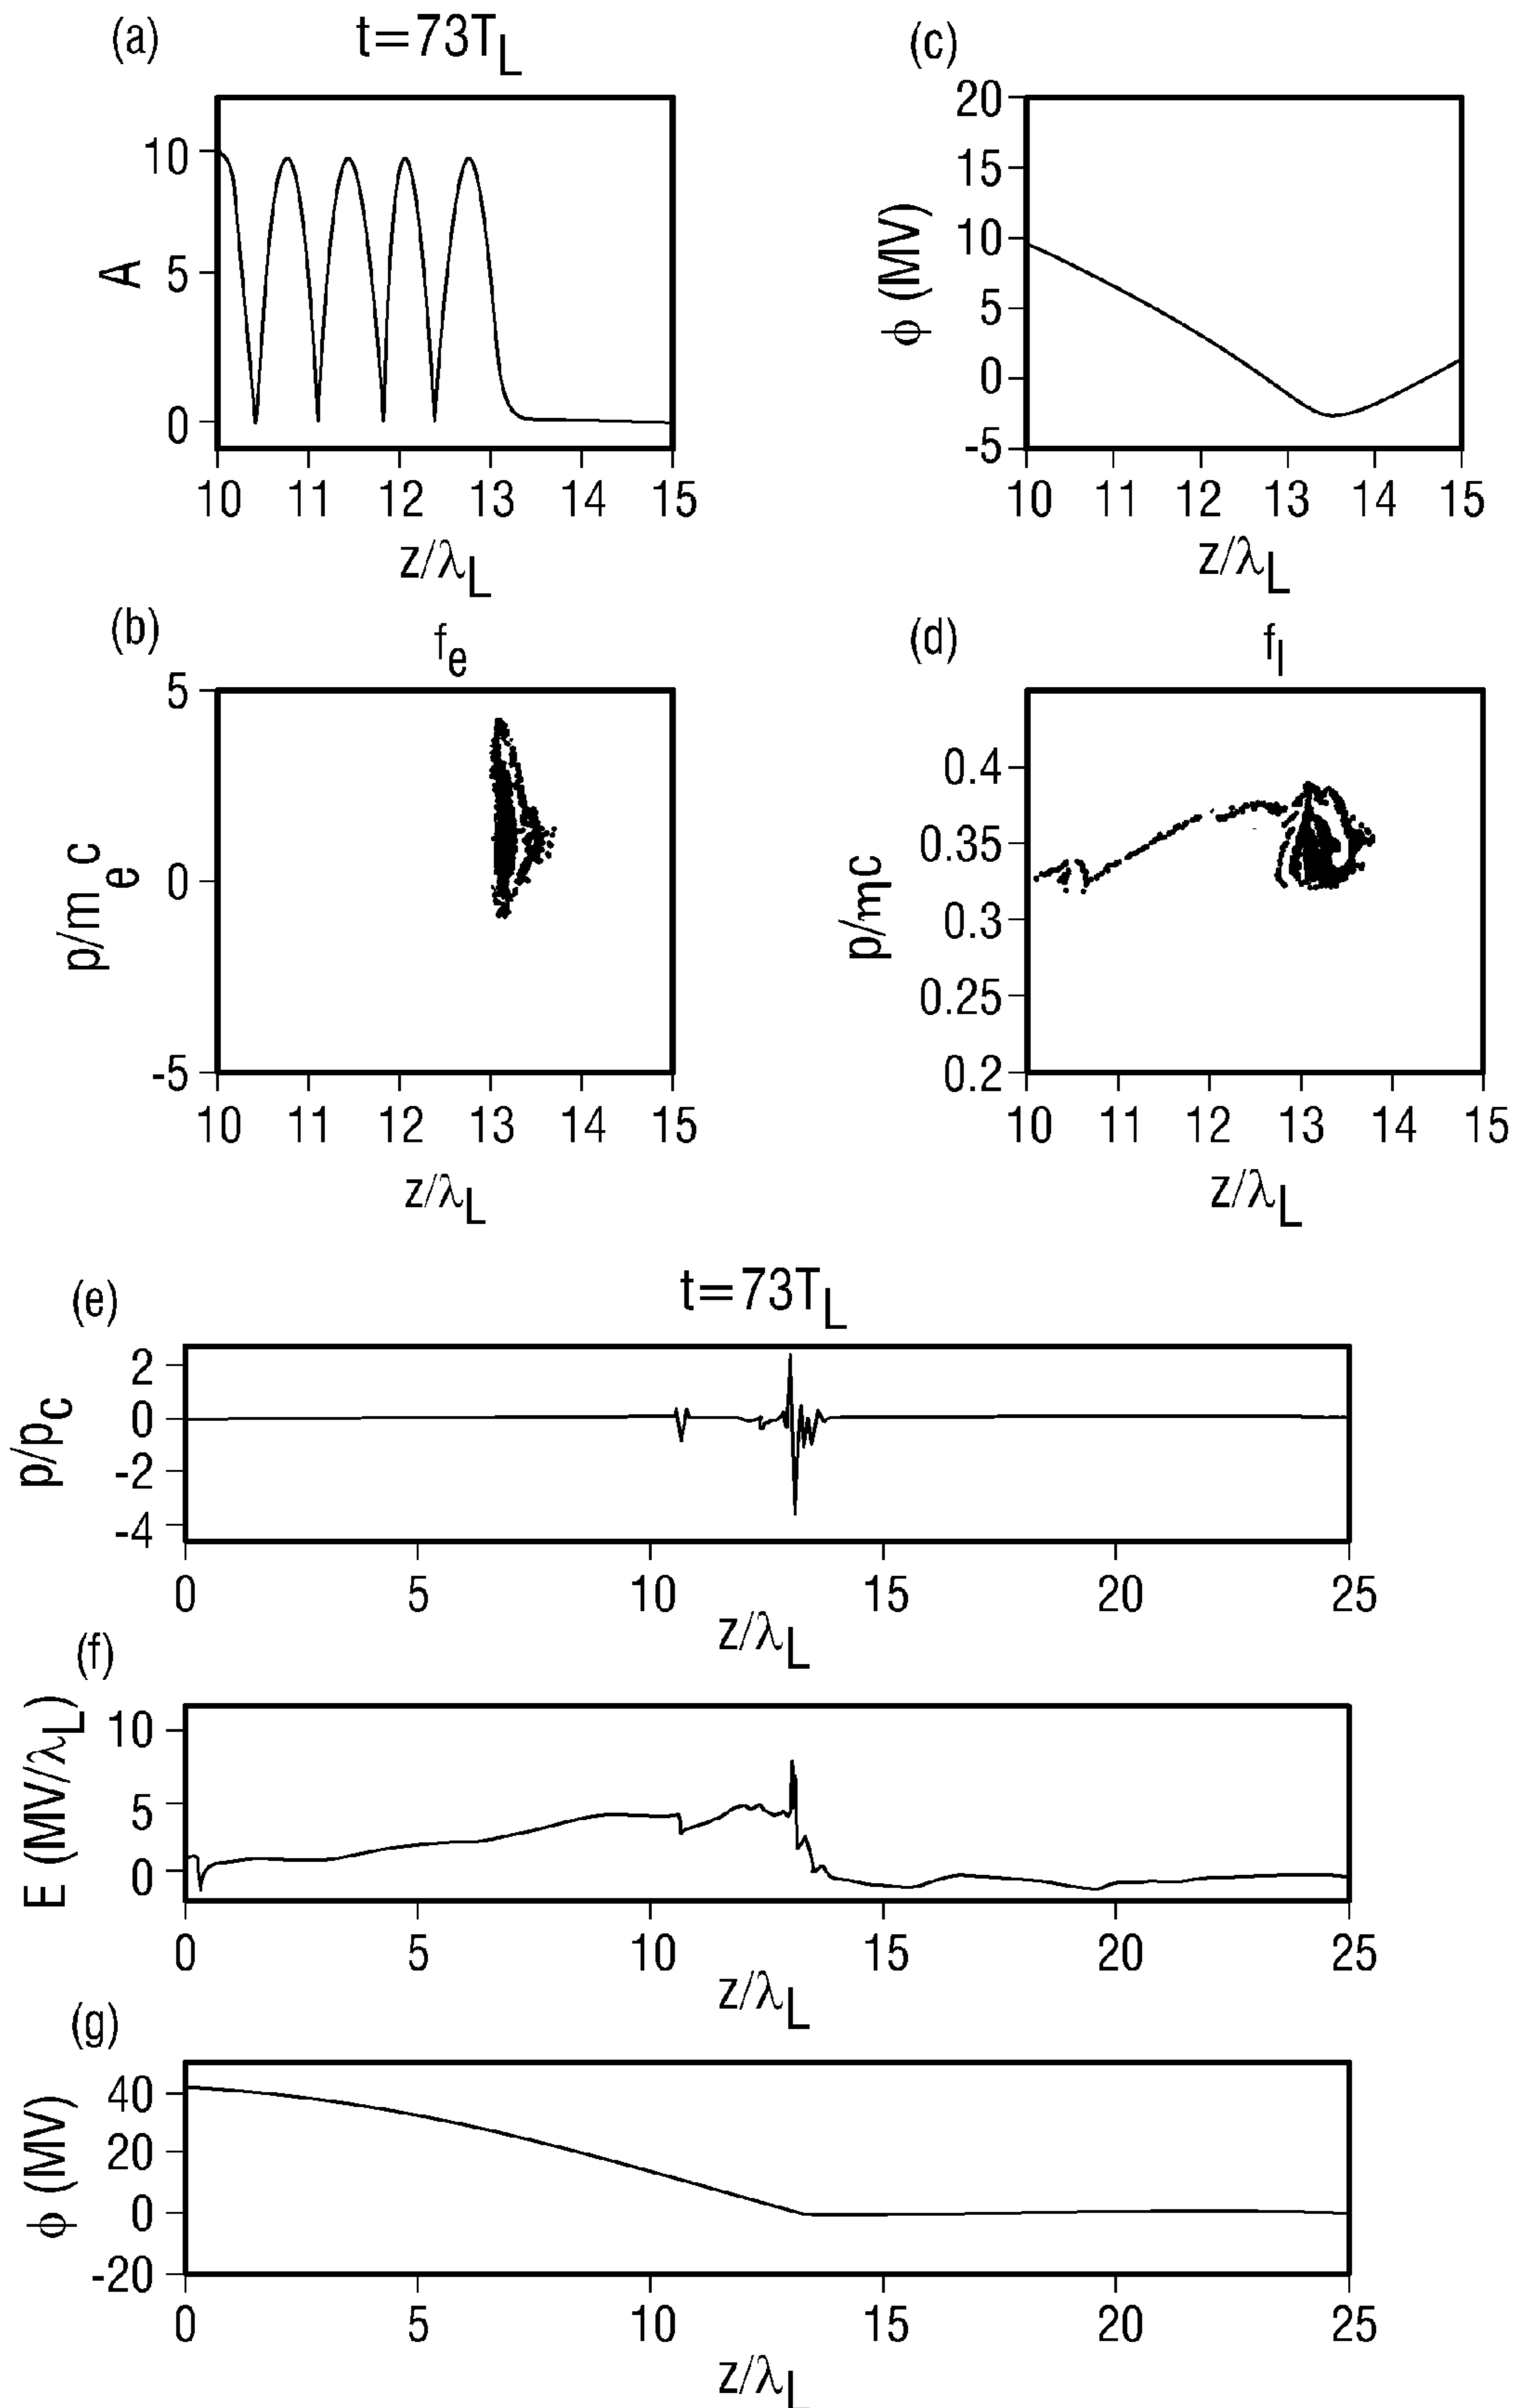 (a) t=73T_L
10
5
0
A
10 11 12 13 14 15
z/λ_L
(c)
20
15
10
5
0
-5
ϕ (MV)
10 11 12 13 14 15
z/λ_L
(b) f_e
5
0
-5
p/m_e c
10 11 12 13 14 15
z/λ_L
(d) f_I
0.4
0.35
0.3
0.25
0.2
p/m_i c
10 11 12 13 14 15
z/λ_L
(e) t=73T_L
2
0
-2
-4
p/p_c
0 5 10 15 20 25
z/λ_L
(f)
10
5
0
E (MV/λ_L)
0 5 10 15 20 25
z/λ_L
(g)
40
20
0
-20
ϕ (MV)
0 5 10 15 20 25
z/λ_L